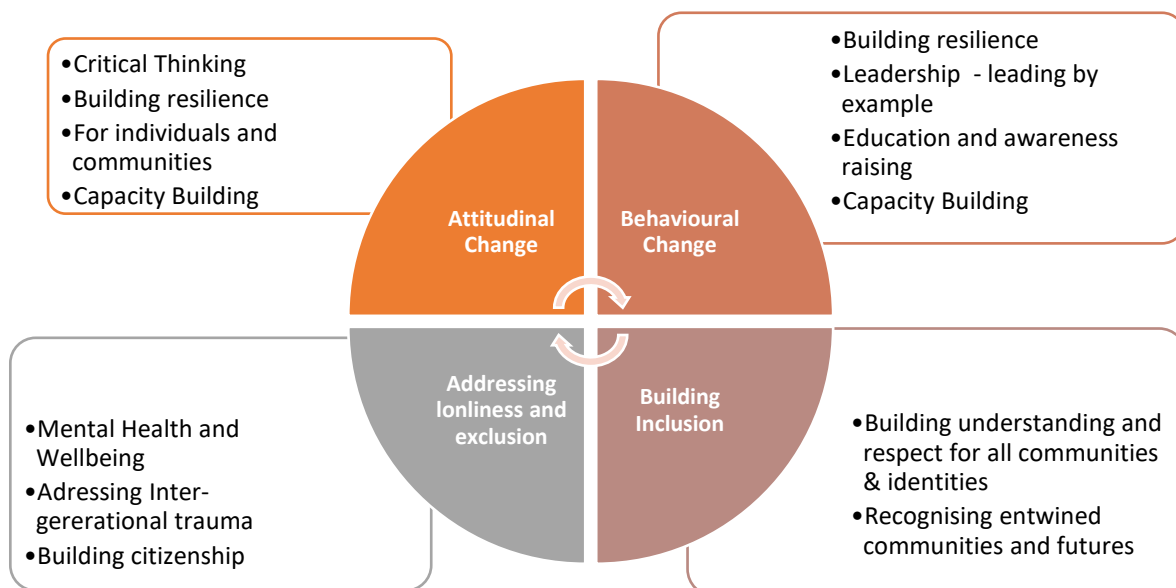 •Critical Thinking
•Building resilience
•For individuals and
communities
•Capacity Building
•Building resilience
•Leadership  - leading by
example
•Education and awareness
raising
•Capacity Building
Attitudinal
Change
Behavioural
Change
Addressing
lonliness and
exclusion
Building
Inclusion
•Mental Health and
Wellbeing
•Adressing Inter-
gererational trauma
•Building citizenship
•Building understanding and
respect for all communities
& identities
•Recognising entwined
communities and futures